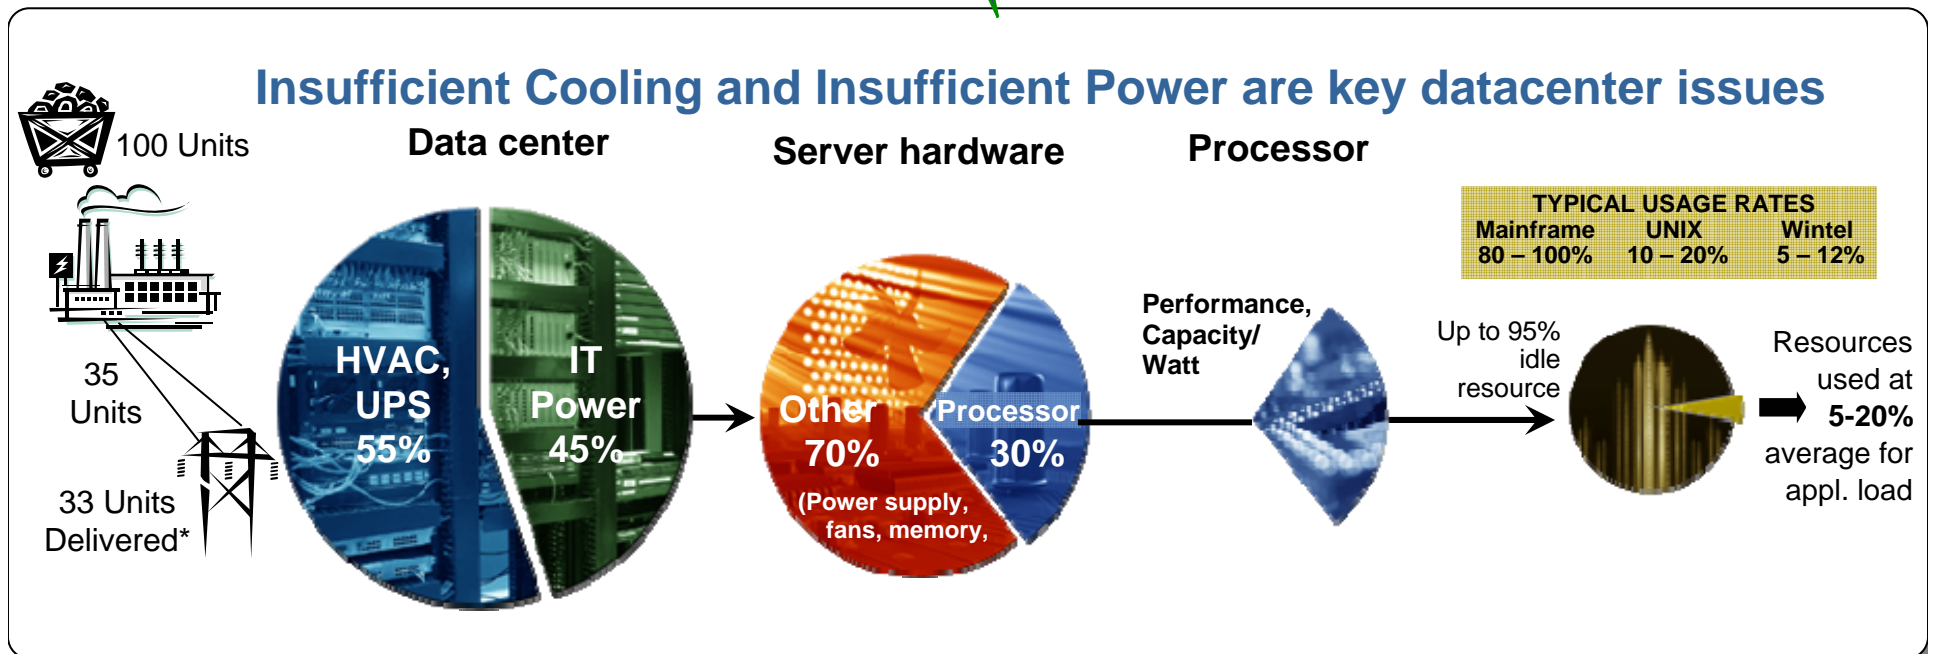 Insufficient Cooling and Insufficient Power are key datacenter issues
100 Units
35
Units
33 Units
Delivered*
Data center
HVAC,
UPS
55%
IT
Power
45%
Server hardware
Other
70%
(Power supply,
fans, memory,
Processor
30%
Processor
Performance,
Capacity/
Watt
TYPICAL USAGE RATES
Mainframe UNIX Wintel
80 – 100% 10 – 20% 5 – 12%
Up to 95%
idle
resource
Resources
used at
5-20%
average for
appl. load